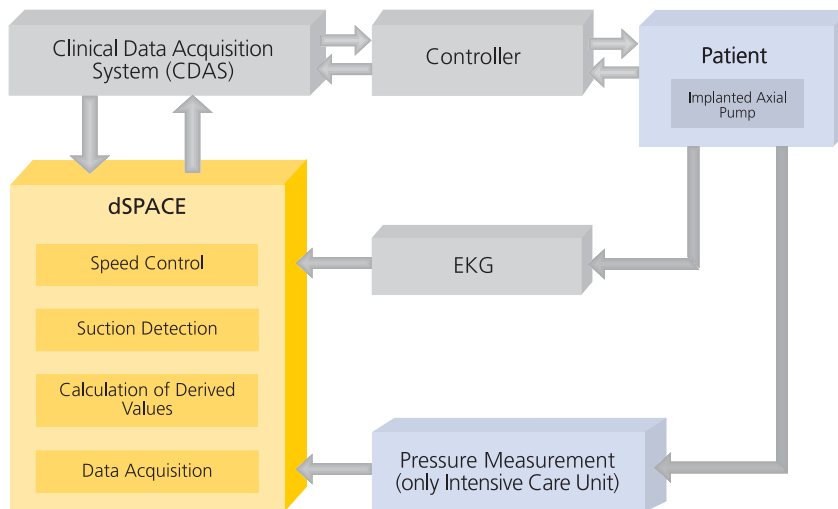 Clinical Data Acquisition
System (CDAS)
Controller
Patient
Implanted Axial
Pump
dSPACE
Speed Control
EKG
Suction Detection
Calculation of Derived
Values
Data Acquisition
Pressure Measurement
(only Intensive Care Unit)